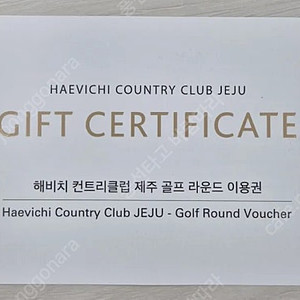 HAEVICHI COUNTRY CLUB JEJU
GIFT CERTIFICATE
해비치 컨트리클럽 제주 골프 라운드 이용권
Haevichi Country Club JEJU - Golf Round Voucher